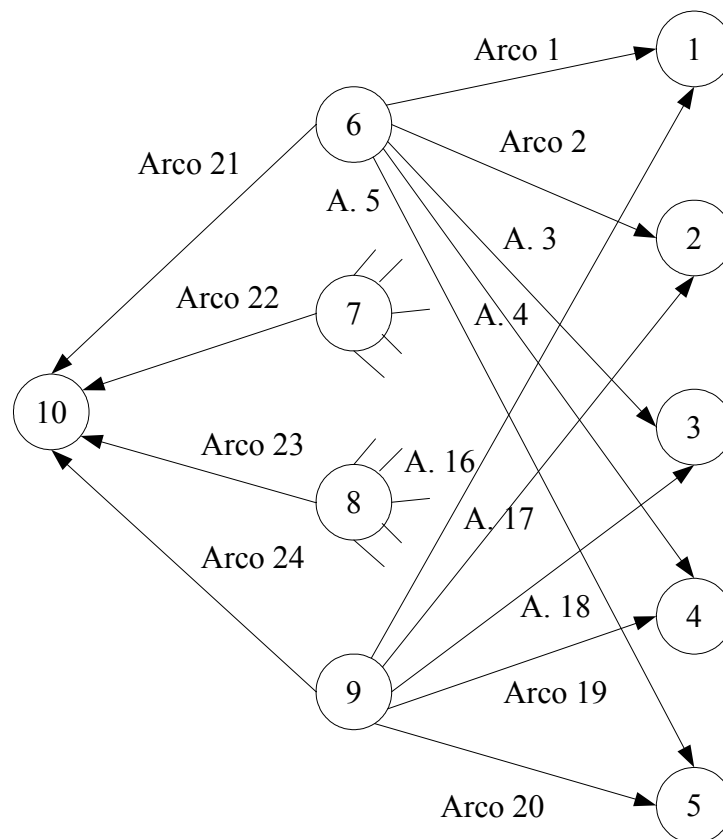 Arco 1
1
6
Arco 2
Arco 21
A. 5
2
A. 3
Arco 22
7
A. 4
10
3
Arco 23
A. 16
8
A. 17
Arco 24
A. 18
4
9
Arco 19
Arco 20
5